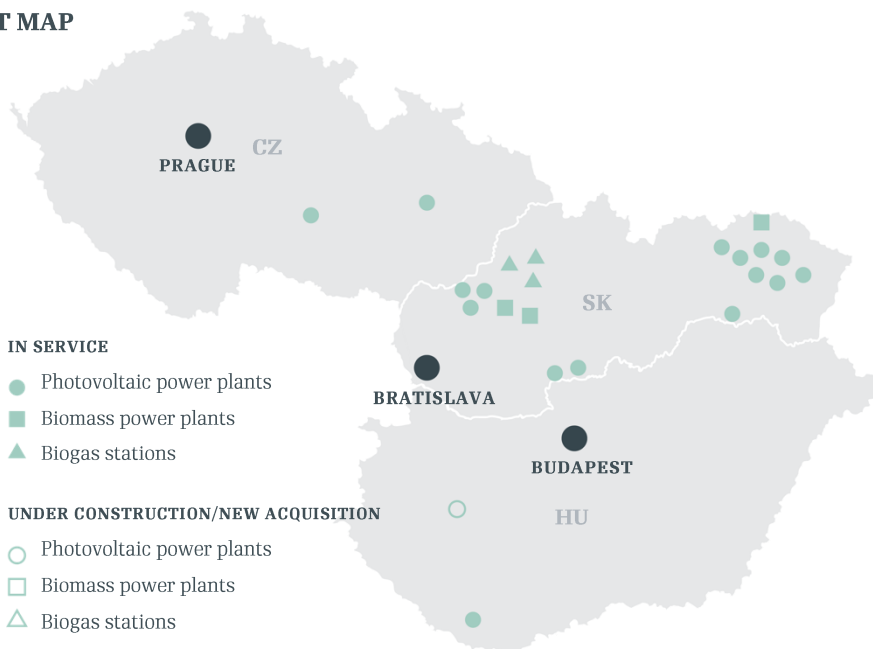 T MAP
CZ
PRAGUE
SK
IN SERVICE
Photovoltaic power plants
Biomass power plants
Biogas stations
BRATISLAVA
BUDAPEST
HU
UNDER CONSTRUCTION/NEW ACQUISITION
Photovoltaic power plants
Biomass power plants
Biogas stations